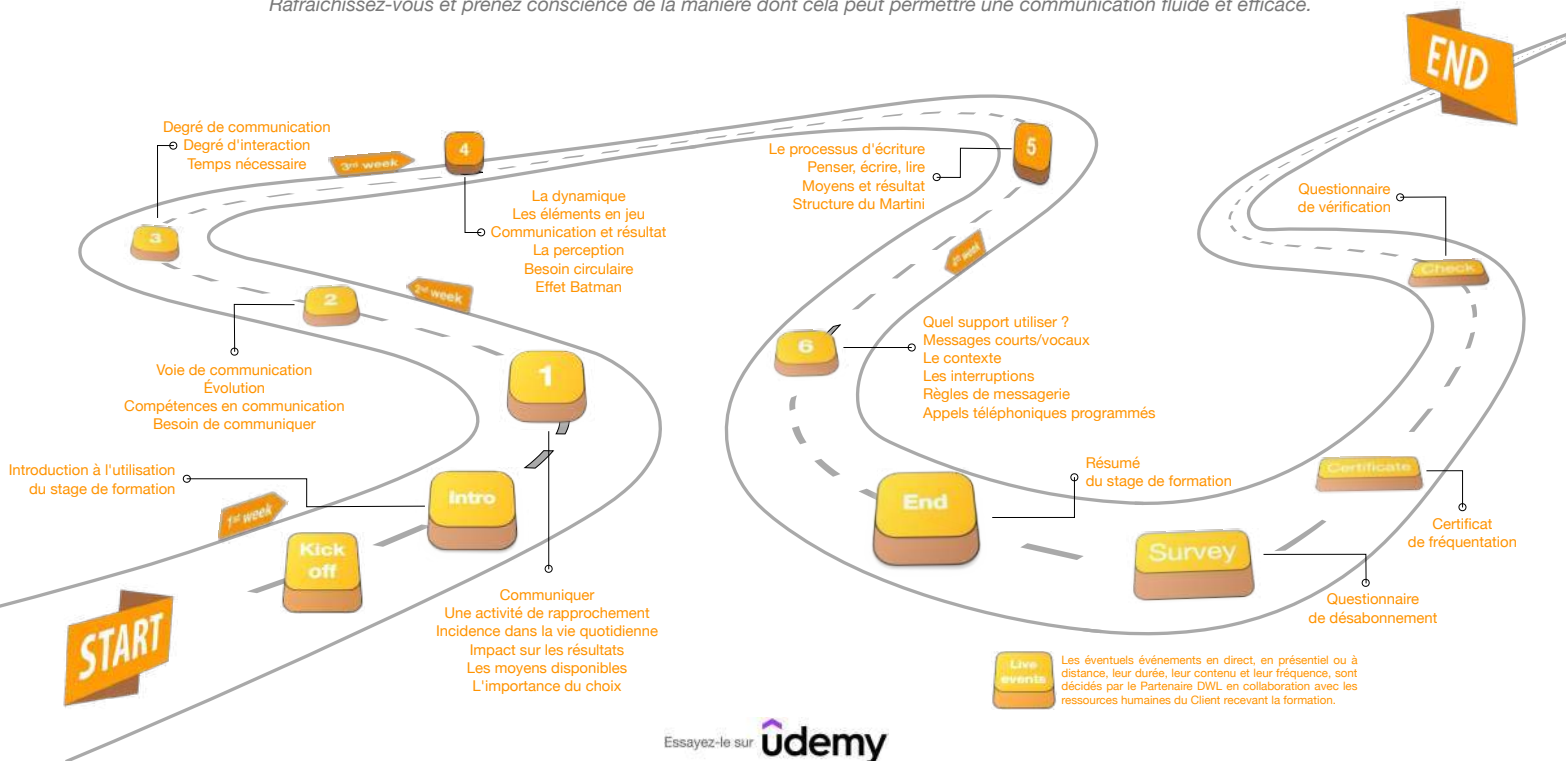 Rafraîchissez-vous et prenez conscience de la manière dont cela peut permettre une communication fluide et efficace.
END
Degré de communication
Degré d'interaction
Temps nécessaire
3rd week
4
Le processus d'écriture
Penser, écrire, lire
Moyens et résultat
Structure du Martini
5
Questionnaire
de vérification
La dynamique
Les éléments en jeu
Communication et résultat
La perception
Besoin circulaire
Effet Batman
3
2
2nd week
week
Check
Voie de communication
Évolution
Compétences en communication
Besoin de communiquer
1
6
Quel support utiliser ?
Messages courts/vocaux
Le contexte
Les interruptions
Règles de messagerie
Appels téléphoniques programmés
Introduction à l'utilisation
du stage de formation
Intro
1st week
Kick
off
START
End
Résumé
du stage de formation
Certificate
Certificat
de fréquentation
Survey
Questionnaire
de désabonnement
Communiquer
Une activité de rapprochement
Incidence dans la vie quotidienne
Impact sur les résultats
Les moyens disponibles
L'importance du choix
Live
events
Les éventuels événements en direct, en présentiel ou à
distance, leur durée, leur contenu et leur fréquence, sont
décidés par le Partenaire DWL en collaboration avec les
ressources humaines du Client recevant la formation.
Essayez-le sur ûdemy